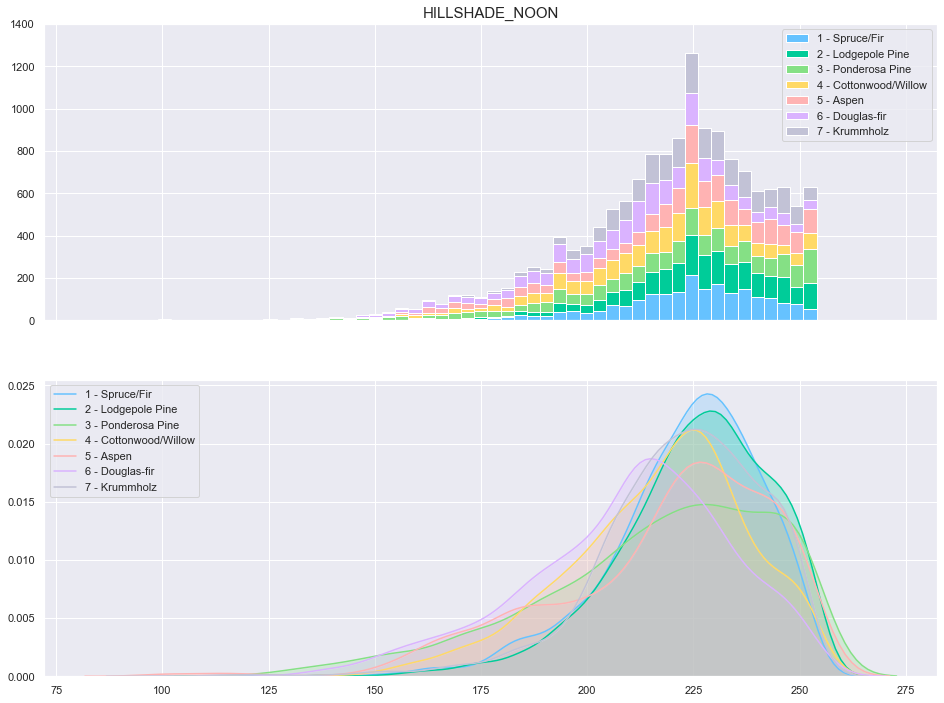 HILLSHADE_NOON
1400
1200
1000
800
600
400
200
0
1 - Spruce/Fir
2 - Lodgepole Pine
3 - Ponderosa Pine
4 - Cottonwood/Willow
5 - Aspen
6 - Douglas-fir
7 - Krummholz
0.025
0.020
0.015
0.010
0.005
0.000
1 - Spruce/Fir
2 - Lodgepole Pine
3 - Ponderosa Pine
4 - Cottonwood/Willow
5 - Aspen
6 - Douglas-fir
7 - Krummholz
75 100 125 150 175 200 225 250 275